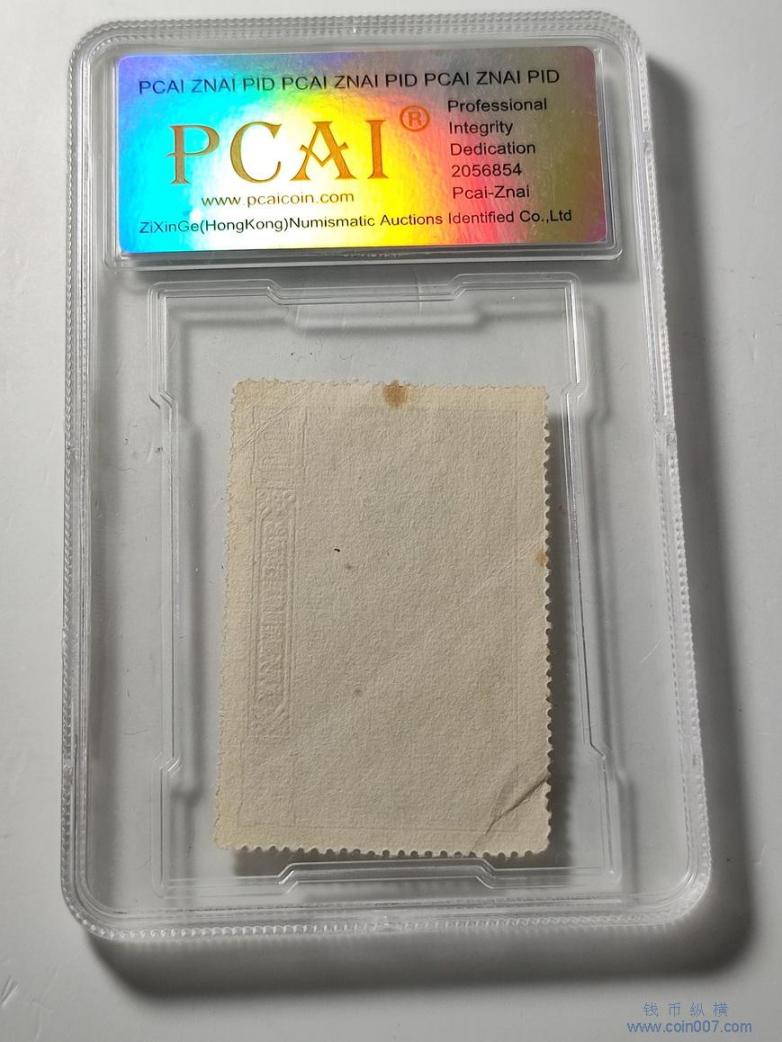 PCAI ZNAI PID PCAI ZNAI PID PCAI ZNAI PID
PCAI®
Professional
Integrity
Dedication
2056854
Pcai-Znai
www.pcaicoin.com
ZiXinGe(HongKong)Numismatic Auctions Identified Co.,Ltd
钱币纵横
www.coin007.com